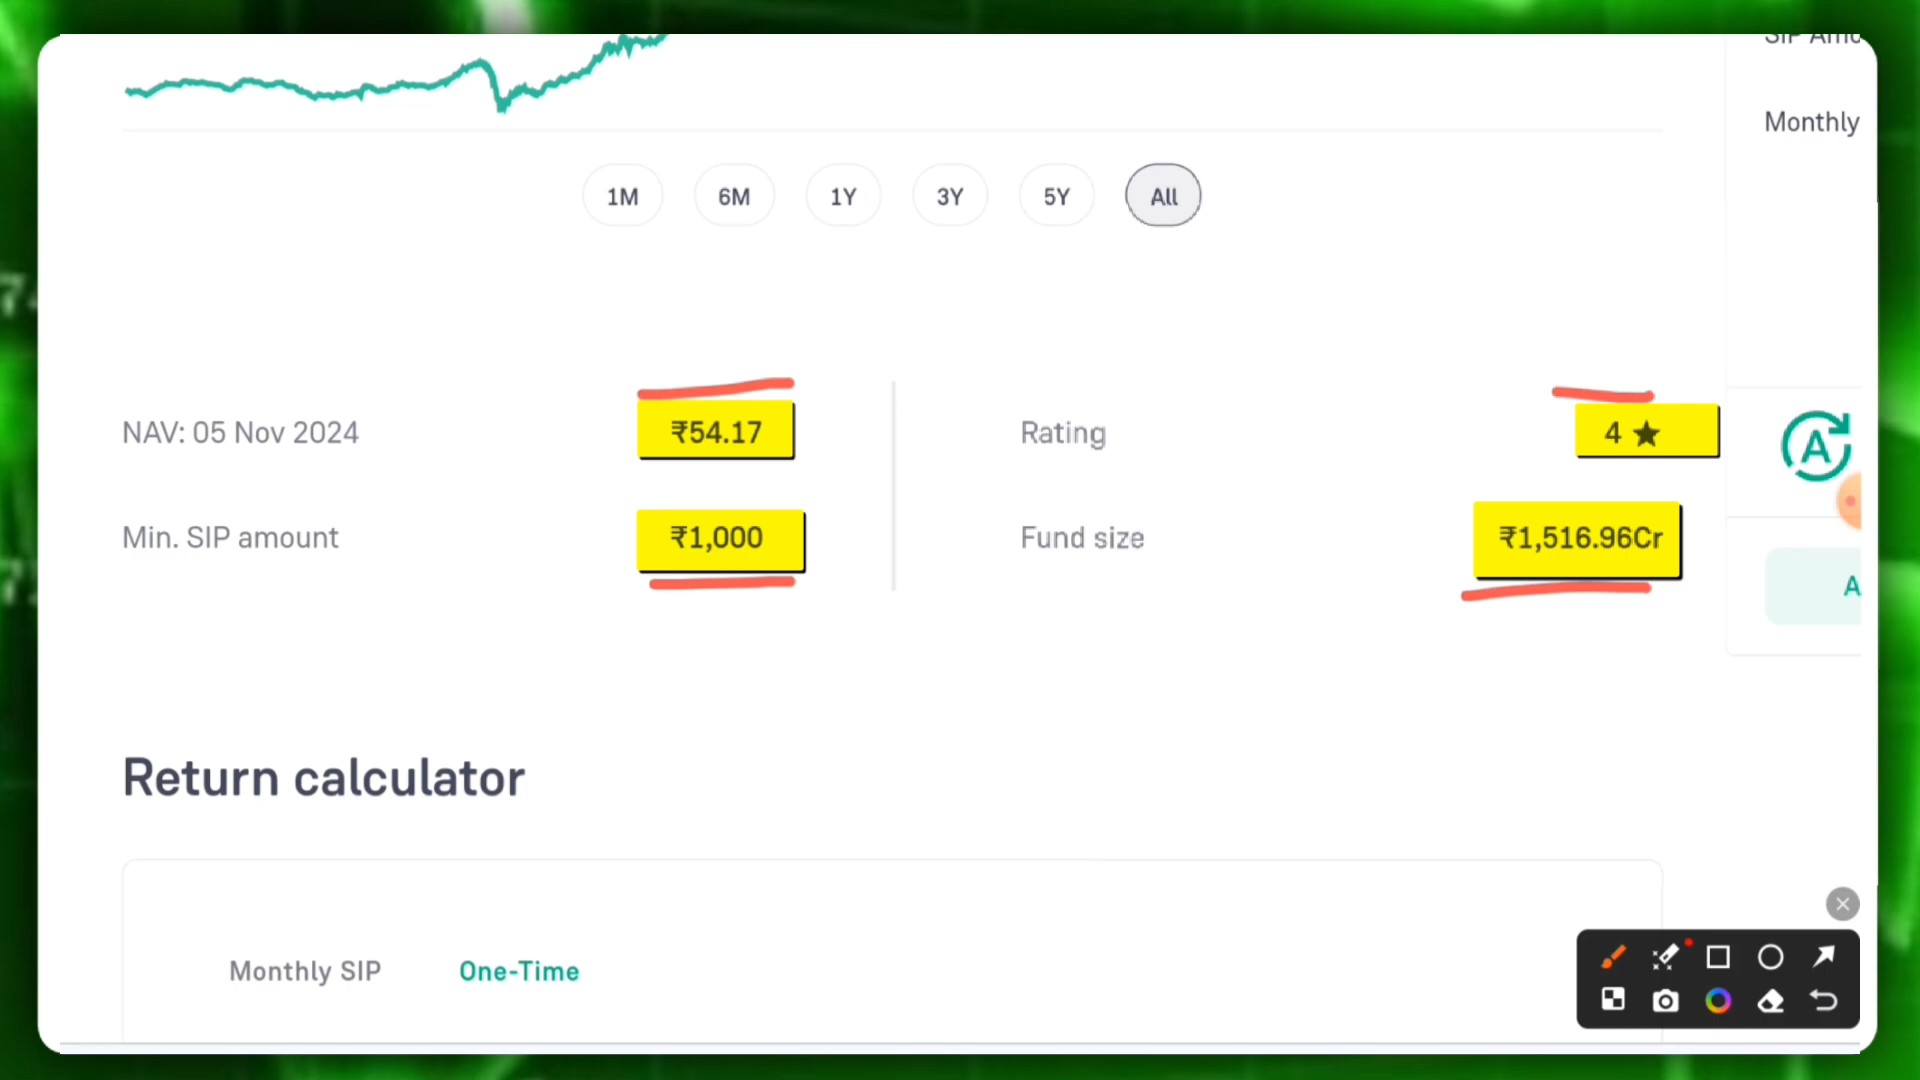 Monthly
1M 6M 1Y 3Y 5Y All
NAV: 05 Nov 2024 ₹54.17 Rating 4 ★
Min. SIP amount ₹1,000 Fund size ₹1,516.96Cr
A
A
Return calculator
Monthly SIP One-Time